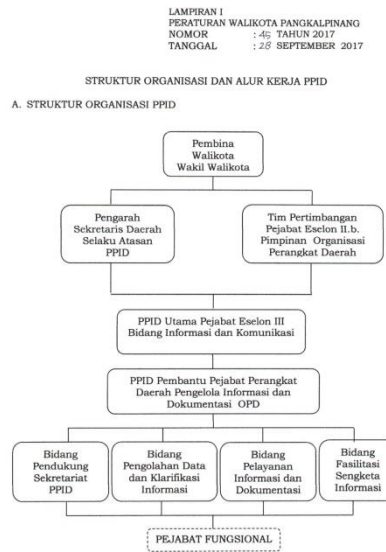 LAMPIRAN I
PERATURAN WALIKOTA PANGKALPINANG
NOMOR : 45 TAHUN 2017
TANGGAL : 28 SEPTEMBER 2017
STRUKTUR ORGANISASI DAN ALUR KERJA PPID
A. STRUKTUR ORGANISASI PPID
Pembina
Walikota
Wakil Walikota
Pengarah
Sekretaris Daerah
Selaku Atasan
PPID
Tim Pertimbangan
Pejabat Eselon II.b.
Pimpinan Organisasi
Perangkat Daerah
PPID Utama Pejabat Eselon III
Bidang Informasi dan Komunikasi
PPID Pembantu Pejabat Perangkat
Daerah Pengelola Informasi dan
Dokumentasi OPD
Bidang
Pendukung
Sekretariat
PPID
Bidang
Pengolahan Data
dan Klarifikasi
Informasi
Bidang
Pelayanan
Informasi dan
Dokumentasi
Bidang
Fasilitasi
Sengketa
Informasi
PEJABAT FUNGSIONAL